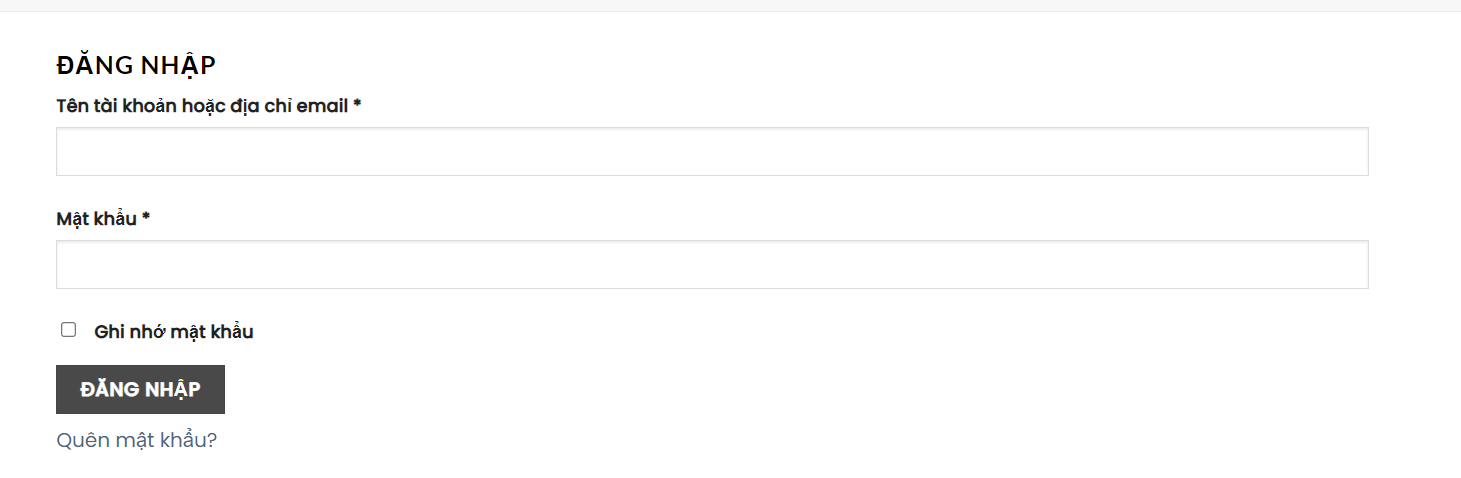 ĐĂNG NHẬP
Tên tài khoản hoặc địa chỉ email *
Mật khẩu *
Ghi nhớ mật khẩu
ĐĂNG NHẬP
Quên mật khẩu?